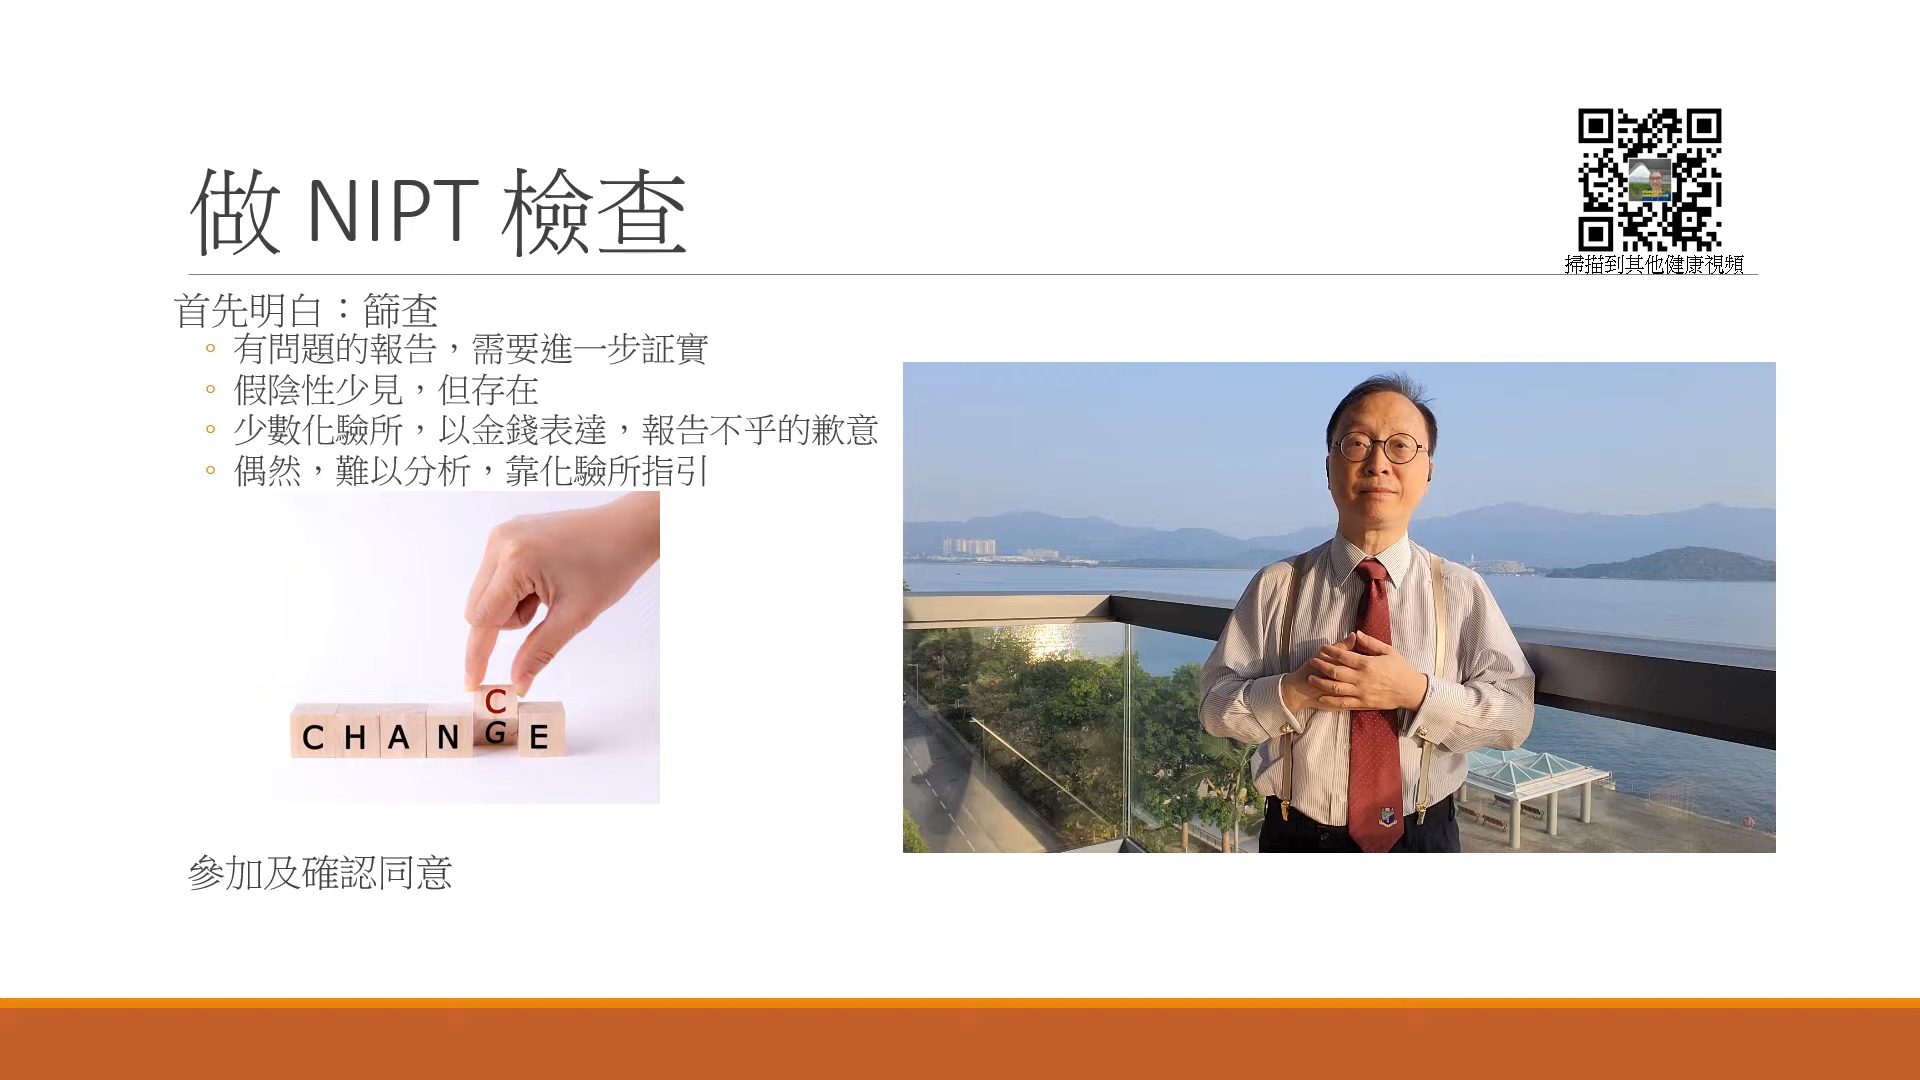 做 NIPT 檢查
掃描到其他健康視頻
首先明白：篩查
有問題的報告，需要進一步証實
假陰性少見，但存在
少數化驗所，以金錢表達，報告不乎的歉意
偶然，難以分析，靠化驗所指引
C
CHANGE
參加及確認同意